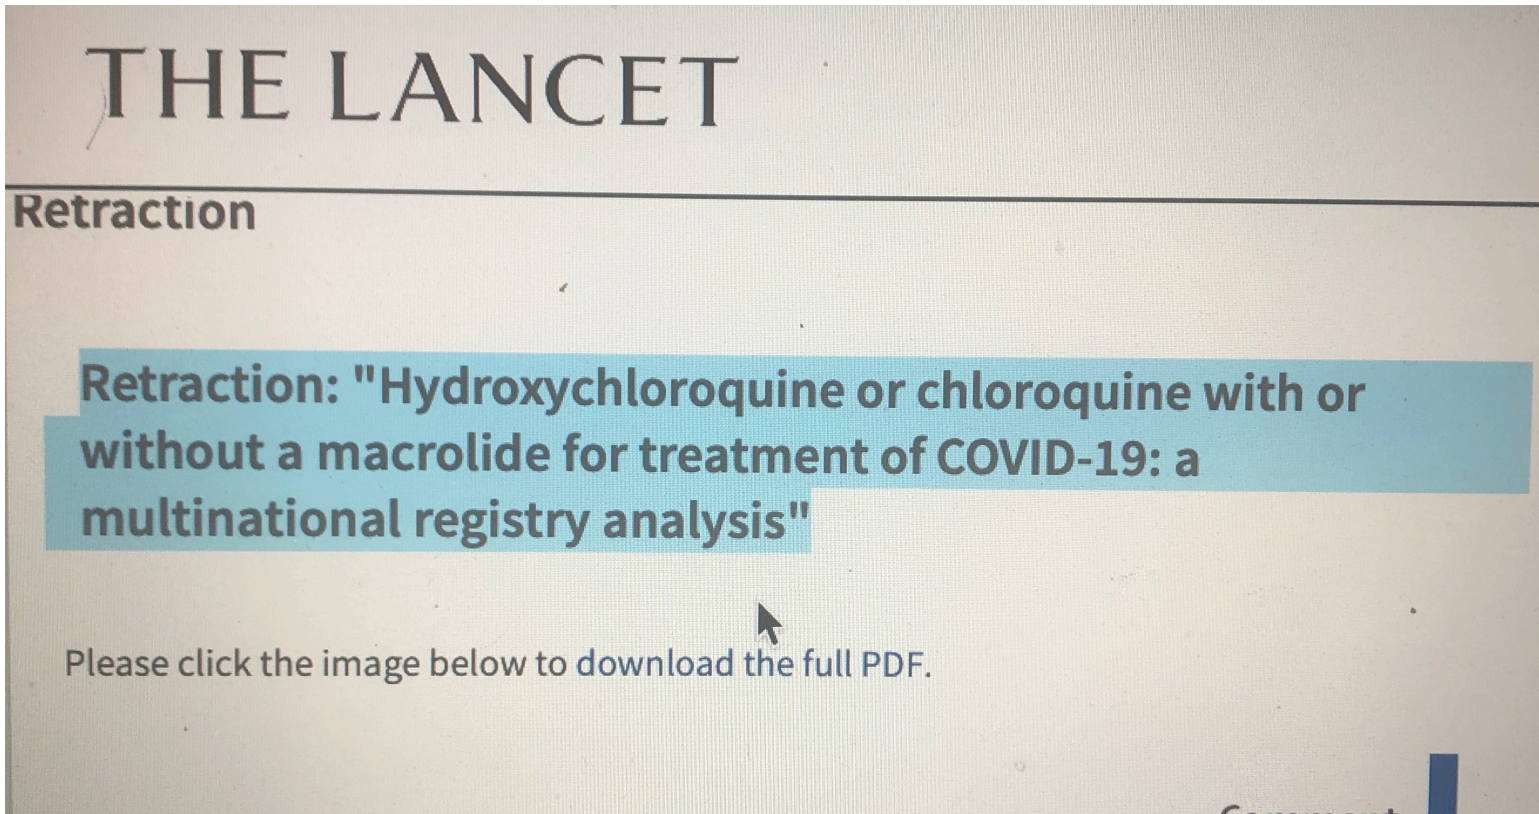 THE LANCET
Retraction
Retraction: "Hydroxychloroquine or chloroquine with or
without a macrolide for treatment of COVID-19: a
multinational registry analysis"
Please click the image below to download the full PDF.